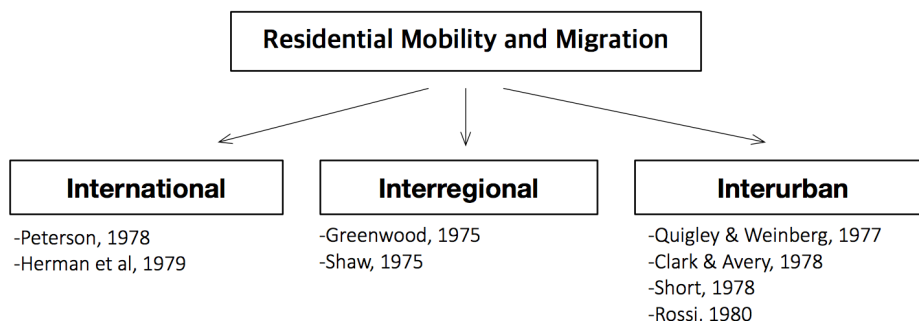 Residential Mobility and Migration
International
-Peterson, 1978
-Herman et al, 1979
Interregional
-Greenwood, 1975
-Shaw, 1975
Interurban
-Quigley & Weinberg, 1977
-Clark & Avery, 1978
-Short, 1978
-Rossi, 1980